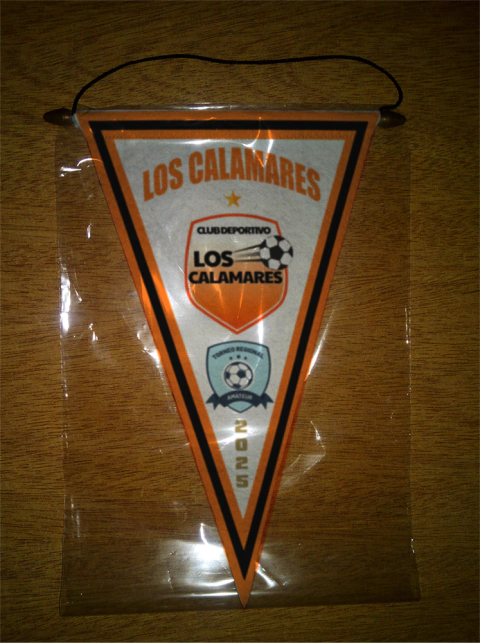 LOS CALAMARES
CLUB DEPORTIVO
LOS
CALAMARES
TORNEO REGIONAL
AMATEUR
2025